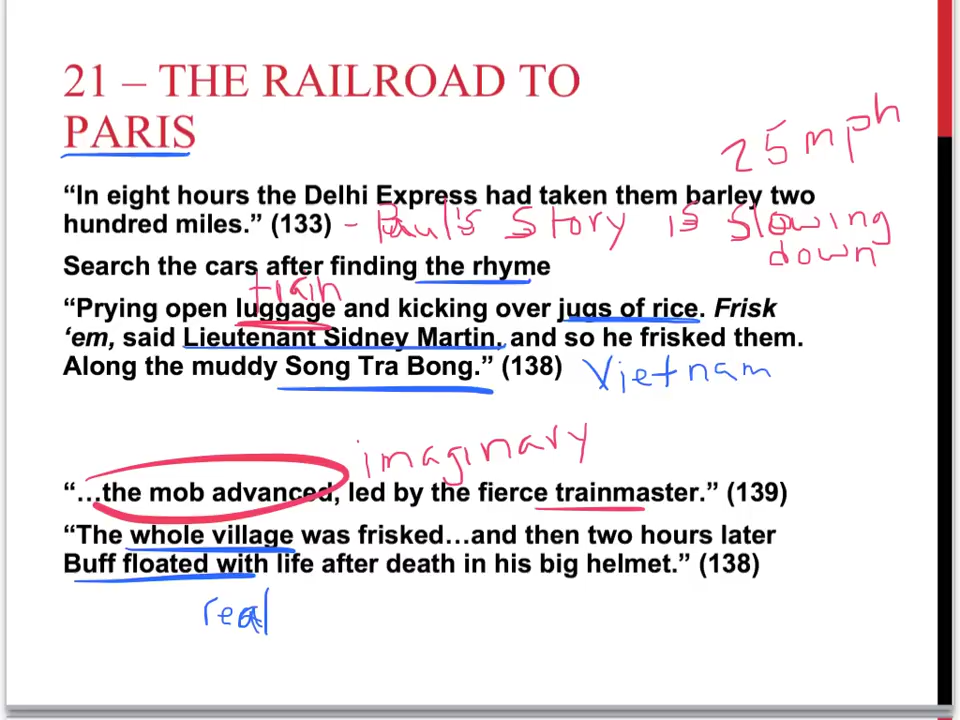 21 – THE RAILROAD TO
PARIS
25 mph
“In eight hours the Delhi Express had taken them barley two
hundred miles.” (133) - Paul's Story is Slowing
down
Search the cars after finding the rhyme
train
“Prying open luggage and kicking over jugs of rice. Frisk
‘em, said Lieutenant Sidney Martin, and so he frisked them.
Along the muddy Song Tra Bong.” (138) Vietnam
imaginary
“…the mob advanced, led by the fierce trainmaster.” (139)
“The whole village was frisked…and then two hours later
Buff floated with life after death in his big helmet.” (138)
real